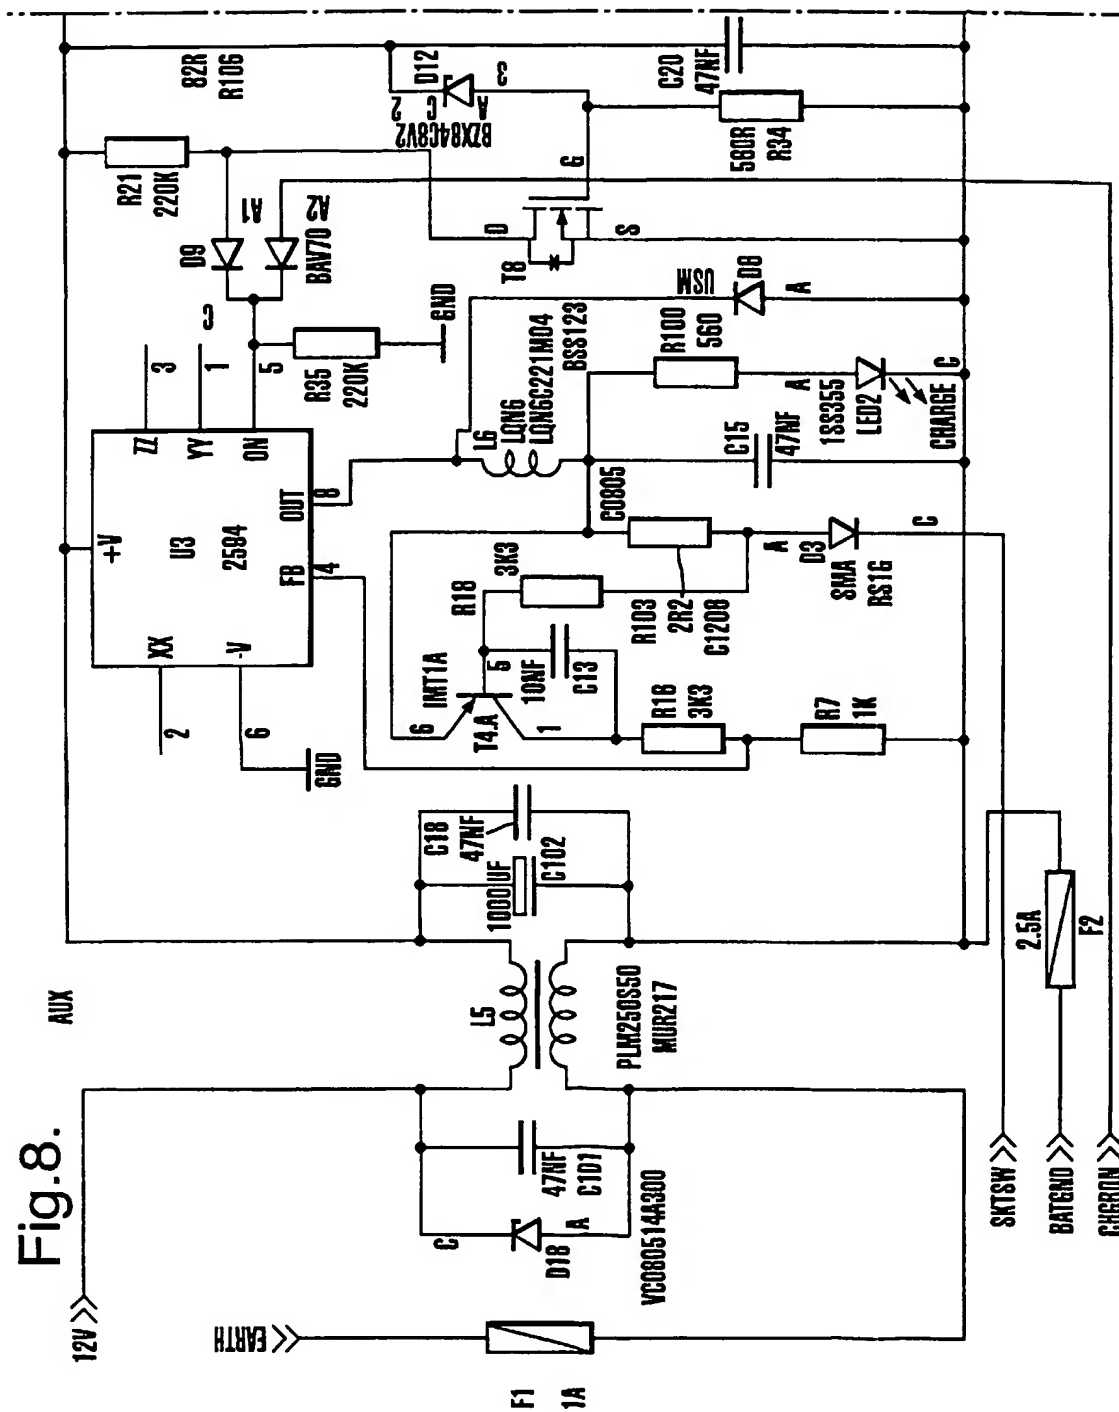 Fig.8.
12V
AUX
EARTH
F1
1A
D18
C
A
47NF
C101
VC080514A300
L5
PLM250S50
MUR217
C18
47NF
1000UF
C102
F2
2.5A
SKTSW
BATGND
CHGRON
XX
2
-V
6
GND
+V
U3
2594
ZZ
3
YY
1
ON
5
FB
4
OUT
8
IMT1A
6
5
1
T4.A
10NF
C13
R18
3K3
R16
3K3
R7
1K
R103
2R2
C1208
C0805
A
D3
SMA
RS1G
C
L6
LQN6
LQN6C221M04
BSS123
C15
47NF
R100
560
A
1SS355
LED2
CHARGE
C
USM
D8
A
R35
220K
GND
D9
C
A1
A2
BAV70
R21
220K
82R
R106
D12
C
2
A
3
BZX84C8V2
T8
D
S
G
C20
47NF
580R
R34